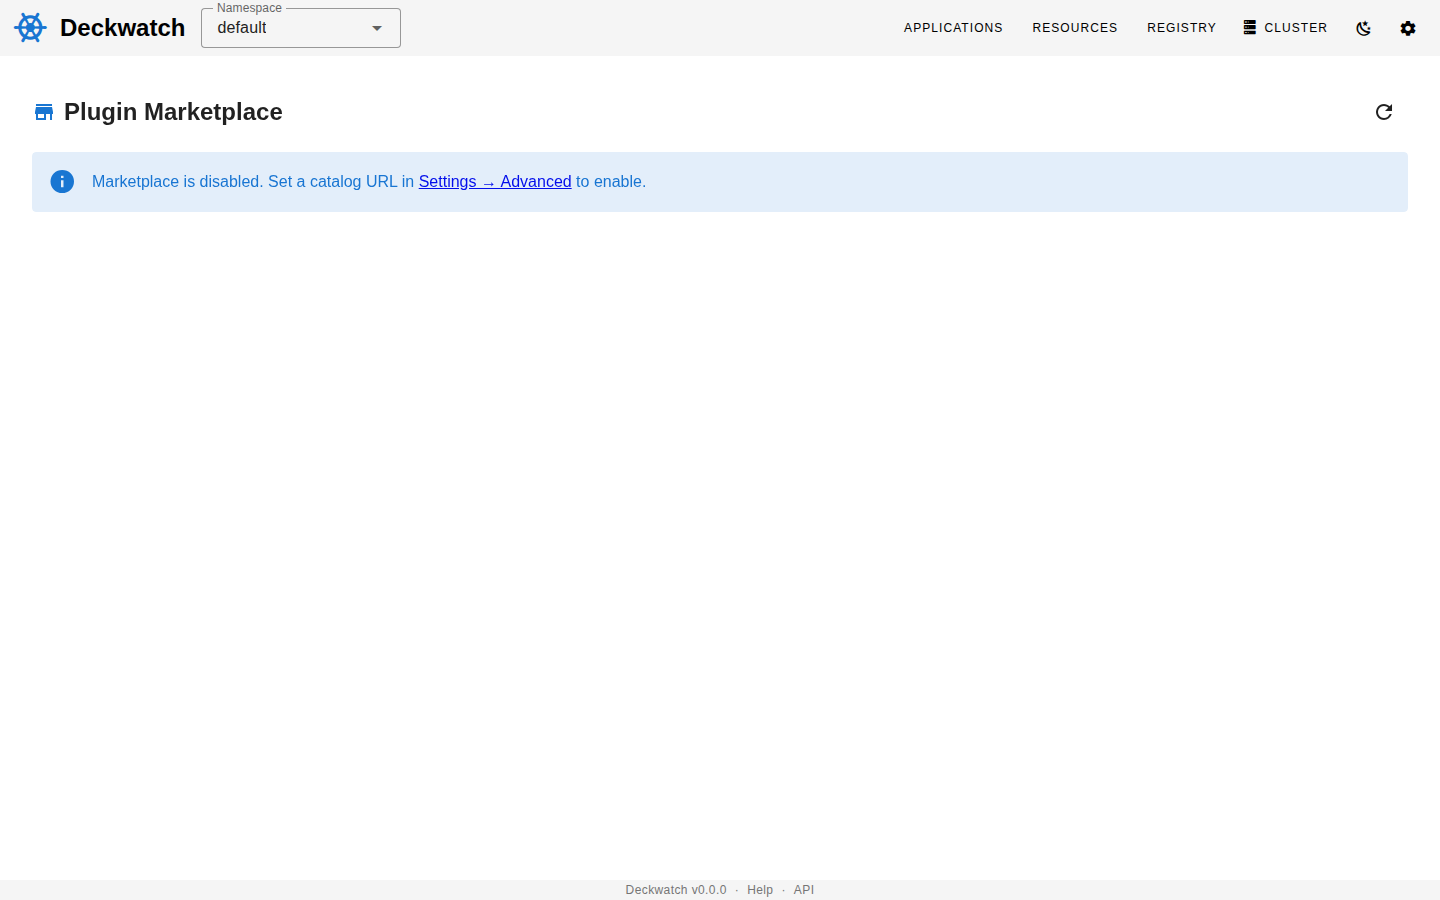 Deckwatch
Namespace
default
APPLICATIONS
RESOURCES
REGISTRY
CLUSTER
Plugin Marketplace
Marketplace is disabled. Set a catalog URL in Settings → Advanced to enable.
Deckwatch v0.0.0 · Help · API